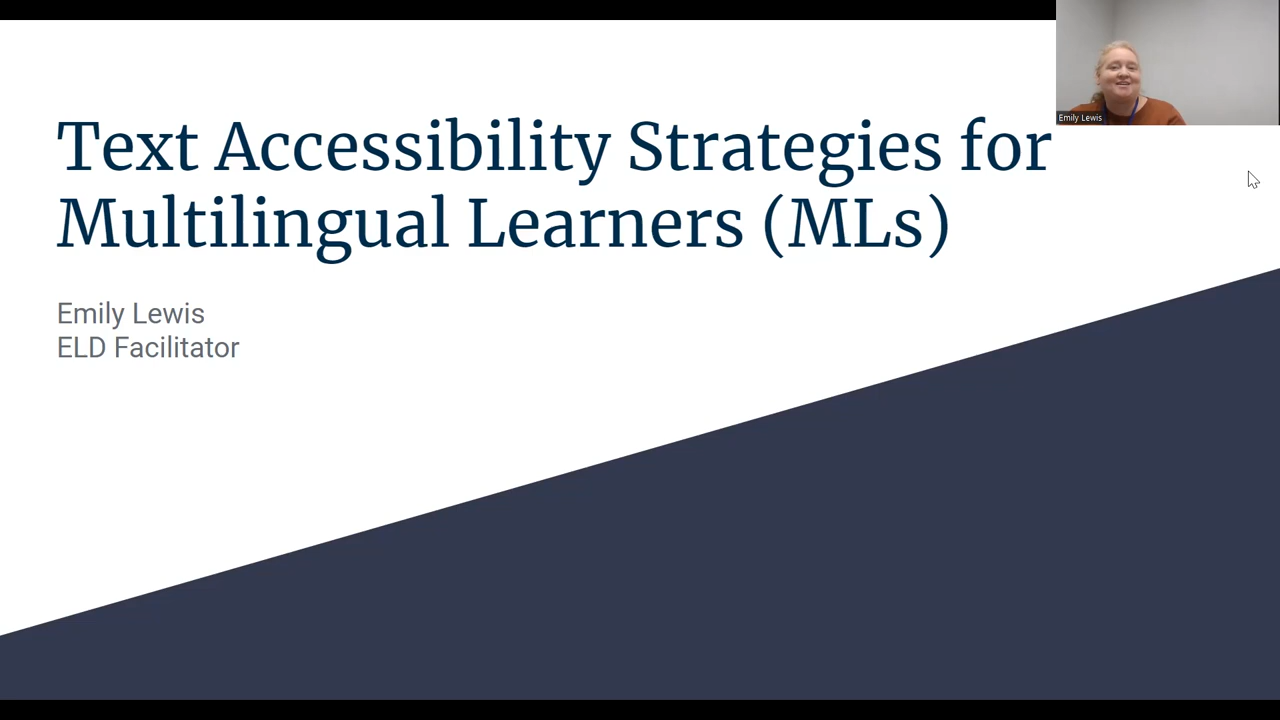 Text Accessibility Strategies for
Multilingual Learners (MLs)
Emily Lewis
ELD Facilitator
Emily Lewis